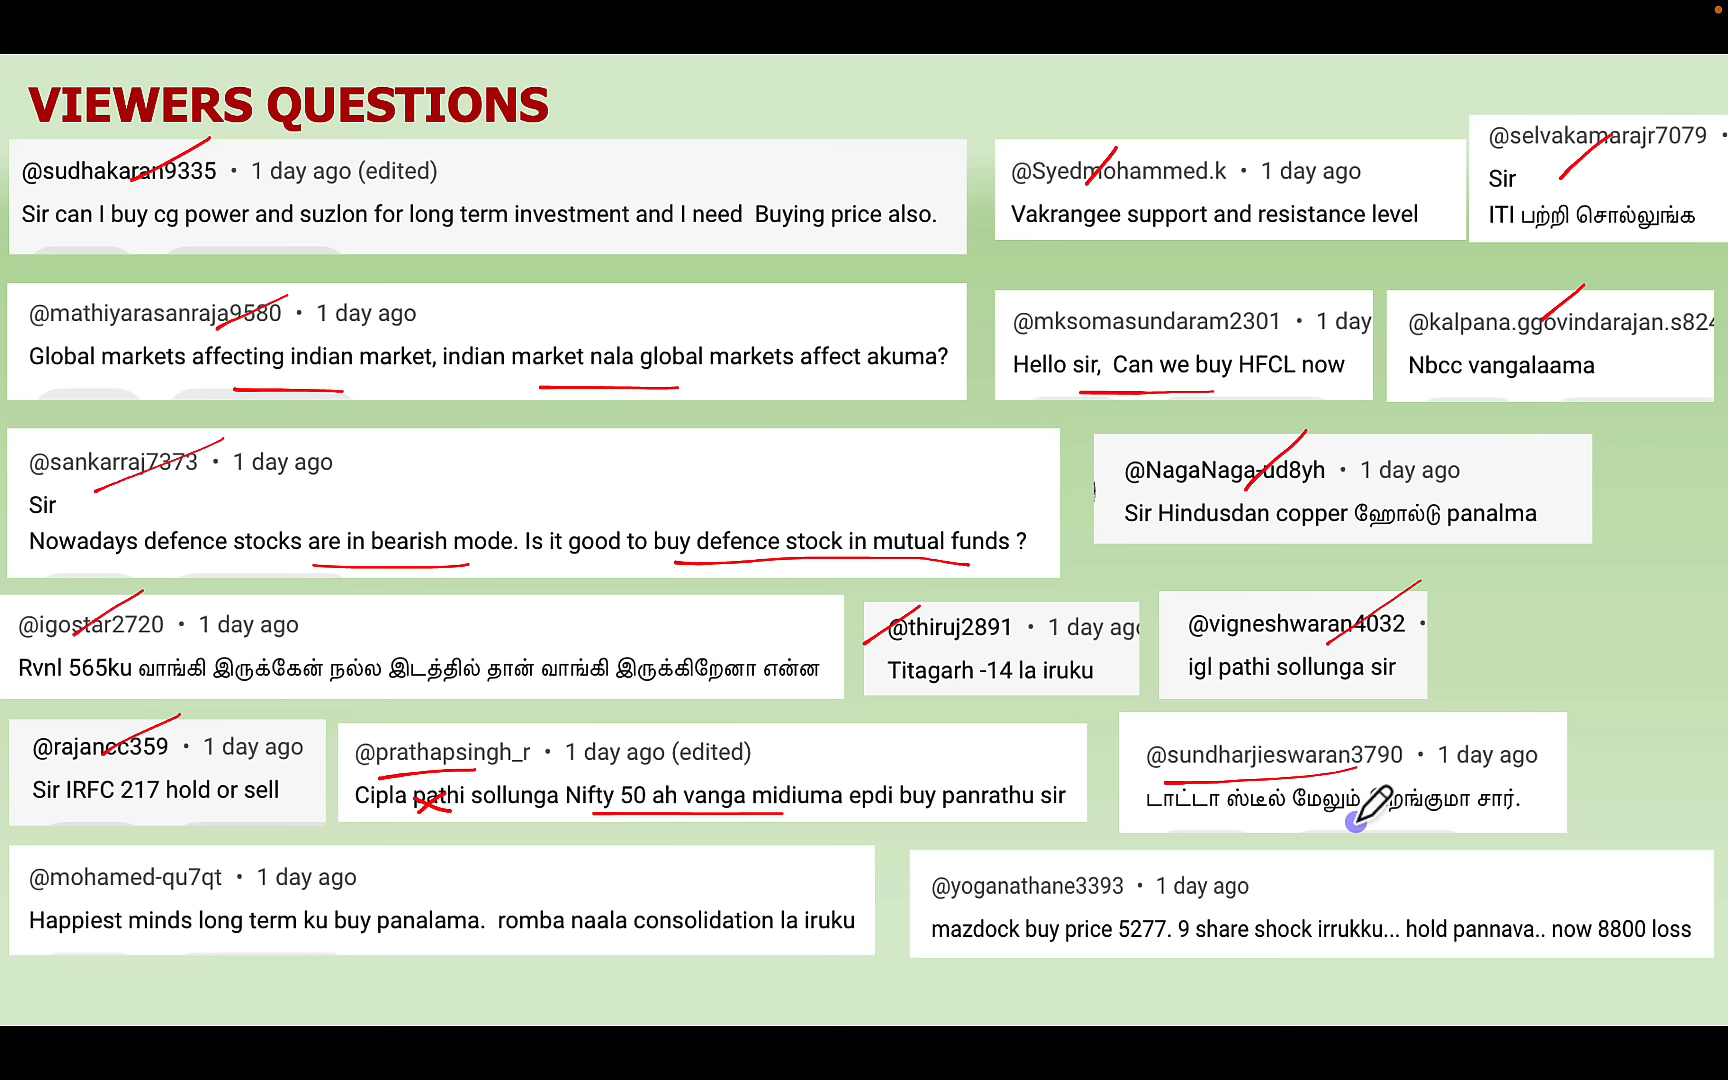 VIEWERS QUESTIONS
@sudhakaran9335 • 1 day ago (edited)
Sir can I buy cg power and suzlon for long term investment and I need Buying price also.
@Syedmohammed.k • 1 day ago
Vakrangee support and resistance level
@selvakamarajr7079 •
Sir
ITI பற்றி சொல்லுங்க
@mathiyarasanraja9580 • 1 day ago
Global markets affecting indian market, indian market nala global markets affect akuma?
@mksomasundaram2301 • 1 day
Hello sir, Can we buy HFCL now
@kalpana.ggovindarajan.s824
Nbcc vangalaama
@sankarraj7373 • 1 day ago
Sir
Nowadays defence stocks are in bearish mode. Is it good to buy defence stock in mutual funds ?
@NagaNaga-ud8yh • 1 day ago
Sir Hindusdan copper ஹோல்டு panalma
@igostar2720 • 1 day ago
Rvnl 565ku வாங்கி இருக்கேன் நல்ல இடத்தில் தான் வாங்கி இருக்கிறேனா என்ன
@thiruj2891 • 1 day ago
Titagarh -14 la iruku
@vigneshwaran4032 •
igl pathi sollunga sir
@rajancc359 • 1 day ago
Sir IRFC 217 hold or sell
@prathapsingh_r • 1 day ago (edited)
Cipla pathi sollunga Nifty 50 ah vanga midiuma epdi buy panrathu sir
@sundharjieswaran3790 • 1 day ago
டாட்டா ஸ்டீல் மேலும் சார்.
@mohamed-qu7qt • 1 day ago
Happiest minds long term ku buy panalama. romba naala consolidation la iruku
@yoganathane3393 • 1 day ago
mazdock buy price 5277. 9 share shock irrukku... hold pannava.. now 8800 loss